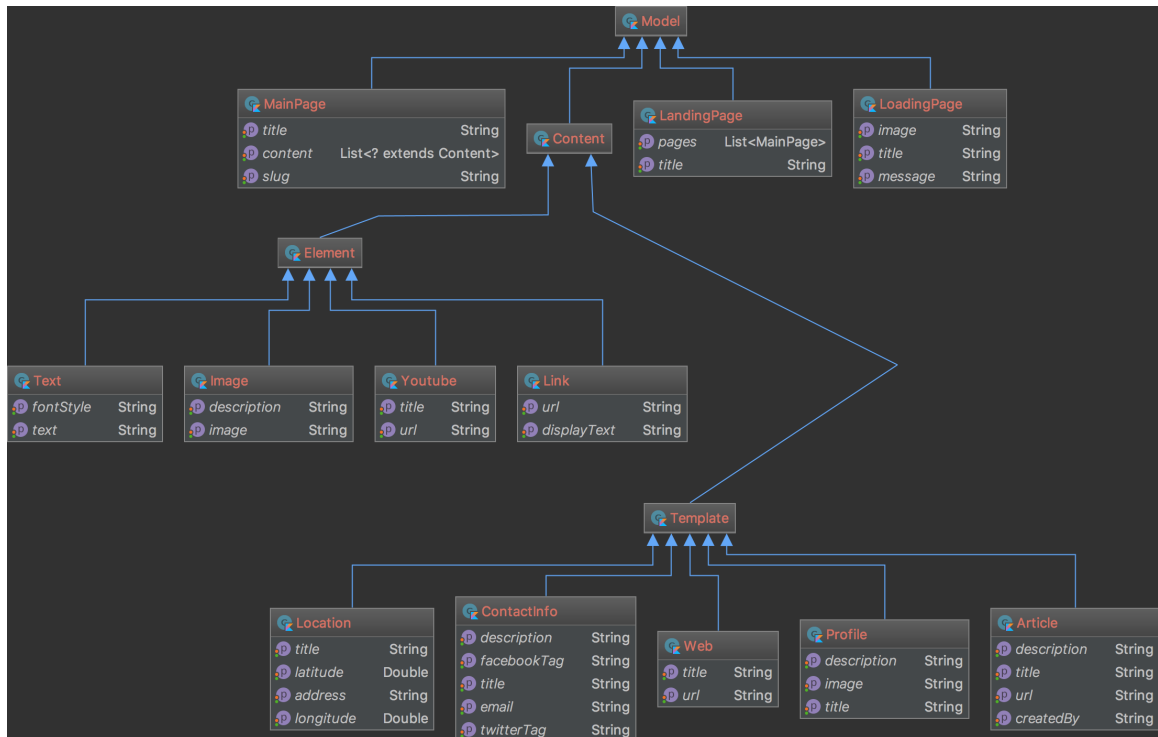 Model
MainPage
title String
content List<? extends Content>
slug String
Content
LandingPage
pages List<MainPage>
title String
LoadingPage
image String
title String
message String
Element
Text
fontStyle String
text String
Image
description String
image String
Youtube
title String
url String
Link
url String
displayText String
Template
Location
title String
latitude Double
address String
longitude Double
ContactInfo
description String
facebookTag String
title String
email String
twitterTag String
Web
title String
url String
Profile
description String
image String
title String
Article
description String
title String
url String
createdBy String